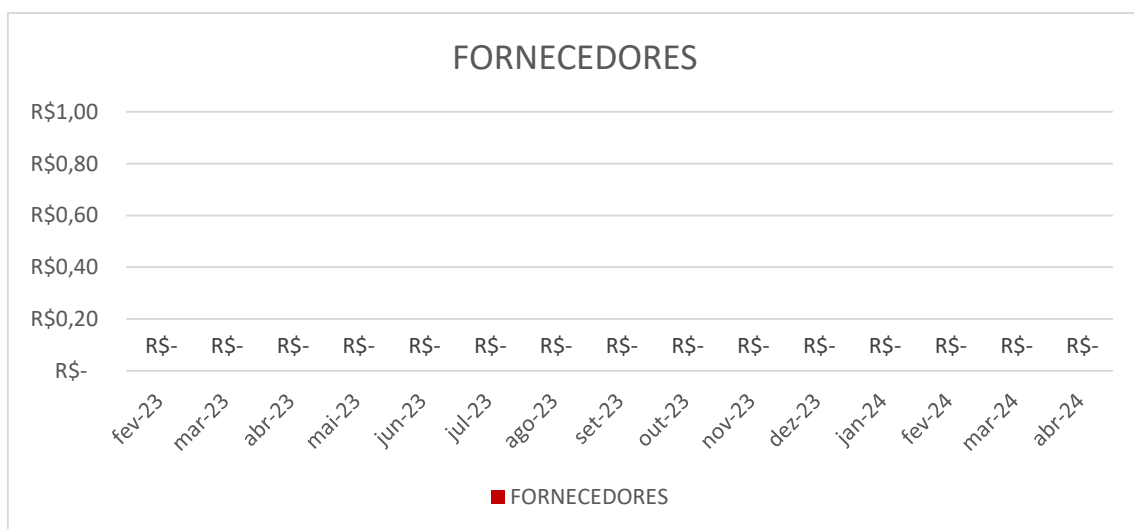 FORNECEDORES
R$1,00
R$0,80
R$0,60
R$0,40
R$0,20
R$- R$- R$- R$- R$- R$- R$- R$- R$- R$- R$- R$- R$- R$- R$-
R$-
fev-23 mar-23 abr-23 mai-23 jun-23 jul-23 ago-23 set-23 out-23 nov-23 dez-23 jan-24 fev-24 mar-24 abr-24
FORNECEDORES